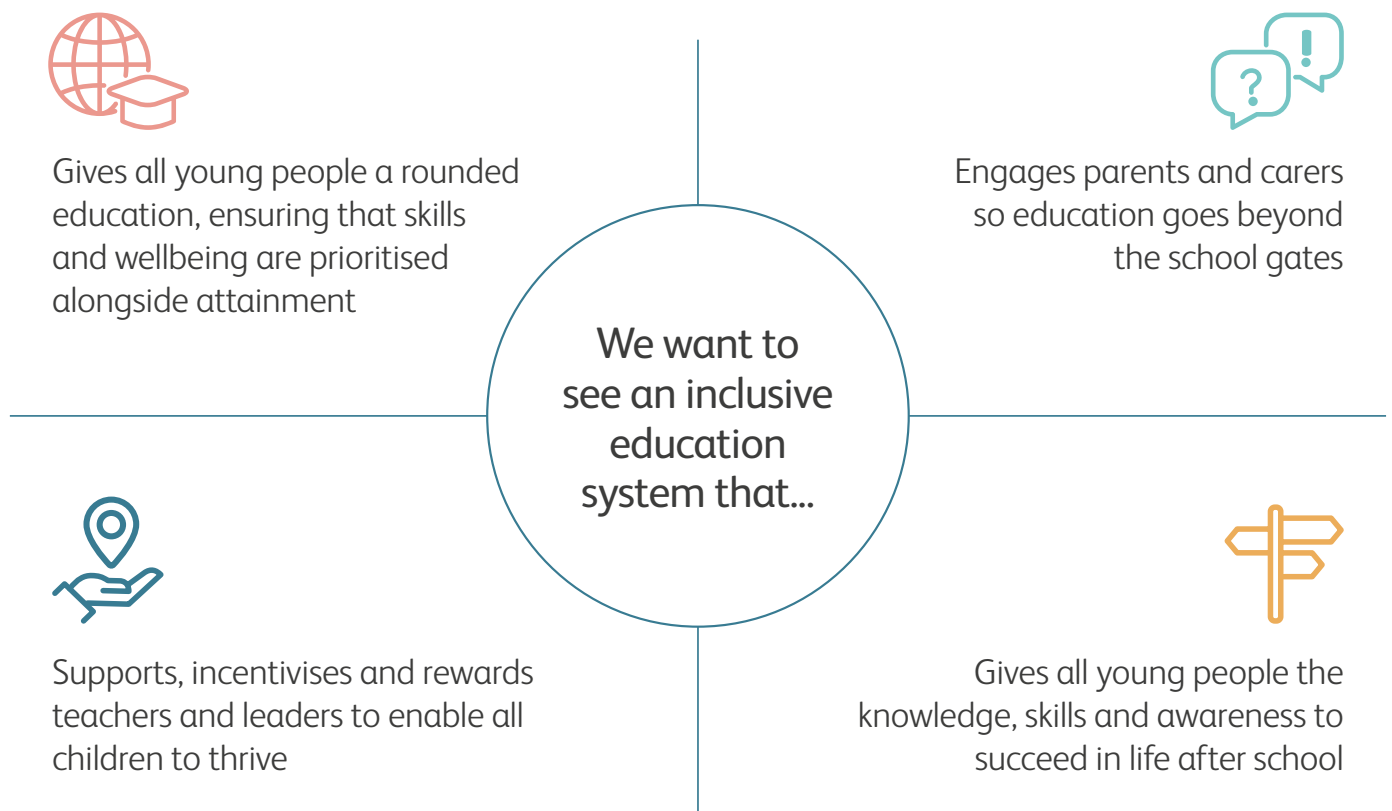 Gives all young people a rounded
education, ensuring that skills
and wellbeing are prioritised
alongside attainment
Engages parents and carers
so education goes beyond
the school gates
We want to
see an inclusive
education
system that...
Supports, incentivises and rewards
teachers and leaders to enable all
children to thrive
Gives all young people the
knowledge, skills and awareness to
succeed in life after school